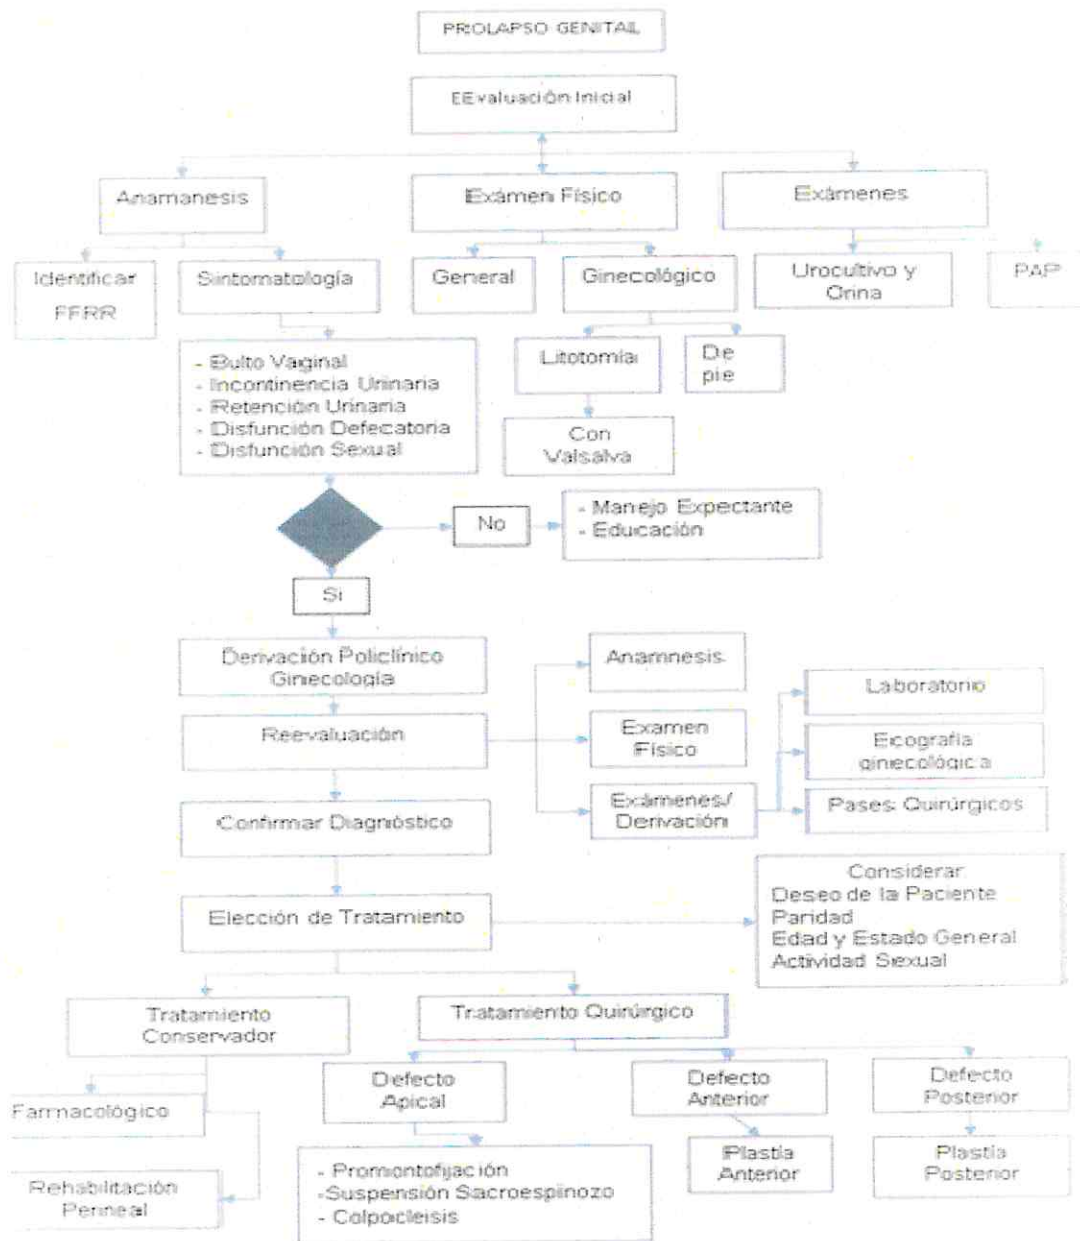 PROLAPSO GENITAL
EEvaluación Inicial
Anamanesis
Exámen Físico
Exámenes
Identificar
FFRR
Sintomatología
General
Ginecológico
Urocultivo y
Orina
PAP
- Bulto Vaginal
- Incontinencia Urinaria
- Retención Urinaria
- Disfunción Defecatoria
- Disfunción Sexual
Litotomía
De
pie
Con
Valsalva
No
- Manejo Expectante
- Educación
Si
Derivación Policlínico
Ginecología
Reevaluación
Anamnesis
Examen
Físico
Exámenes/
Derivación
Laboratorio
Ecografía
ginecológica
Pases Quirúrgicos
Confirmar Diagnóstico
Elección de Tratamiento
Considerar
Deseo de la Paciente
Paridad
Edad y Estado General
Actividad Sexual
Tratamiento
Conservador
Tratamiento Quirúrgico
Farmacológico
Rehabilitación
Perineal
Defecto
Apical
Defecto
Anterior
Defecto
Posterior
- Promontofijación
-Suspensión Sacroespinozo
- Colpocleisis
Plastía
Anterior
Plastía
Posterior